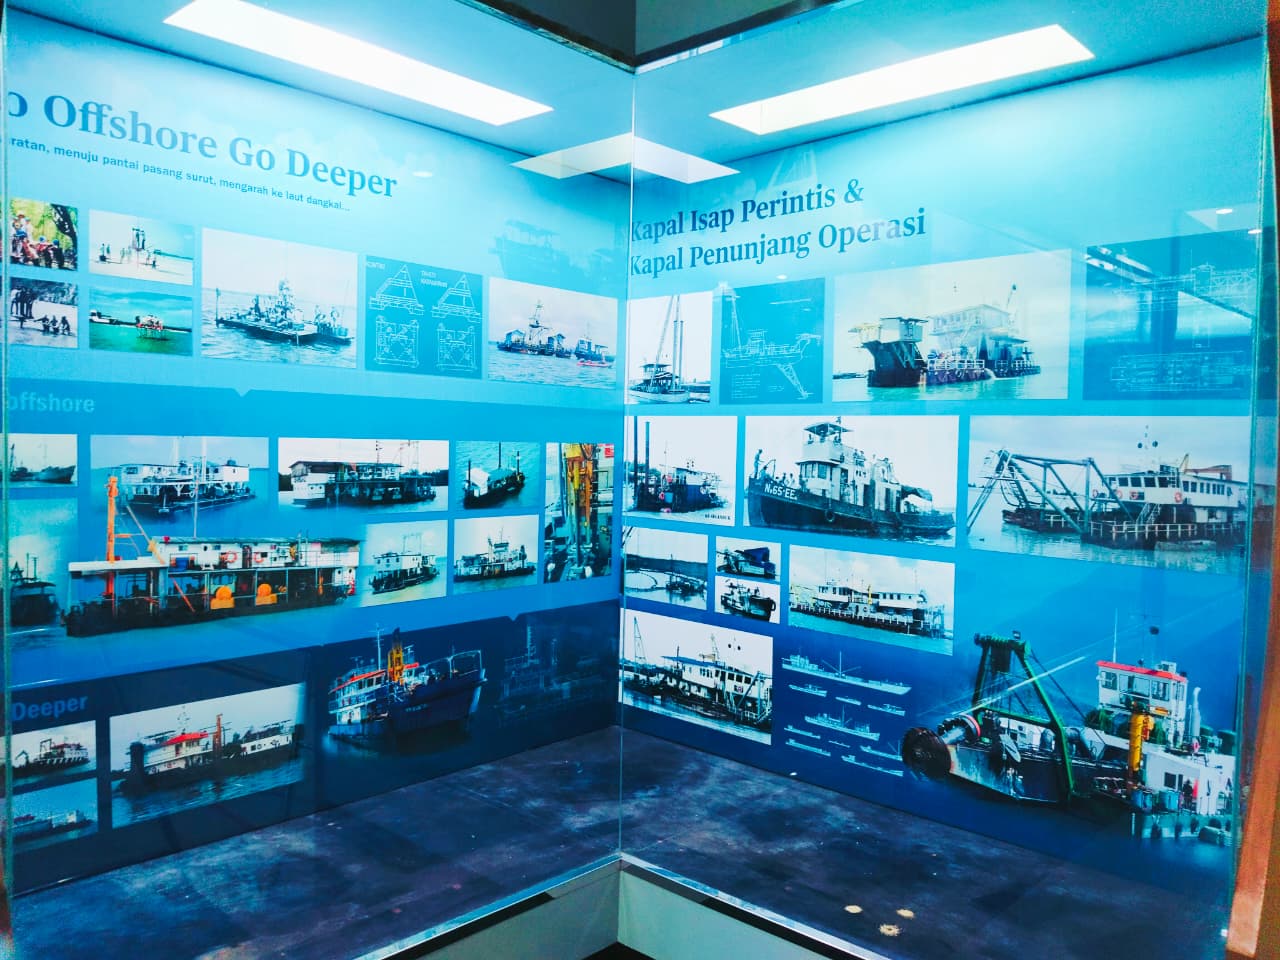 o Offshore Go Deeper
ratan, menuju pantai pasang surut, mengarah ke laut dangkal...
Kapal Isap Perintis &
Kapal Penunjang Operasi
offshore
Deeper